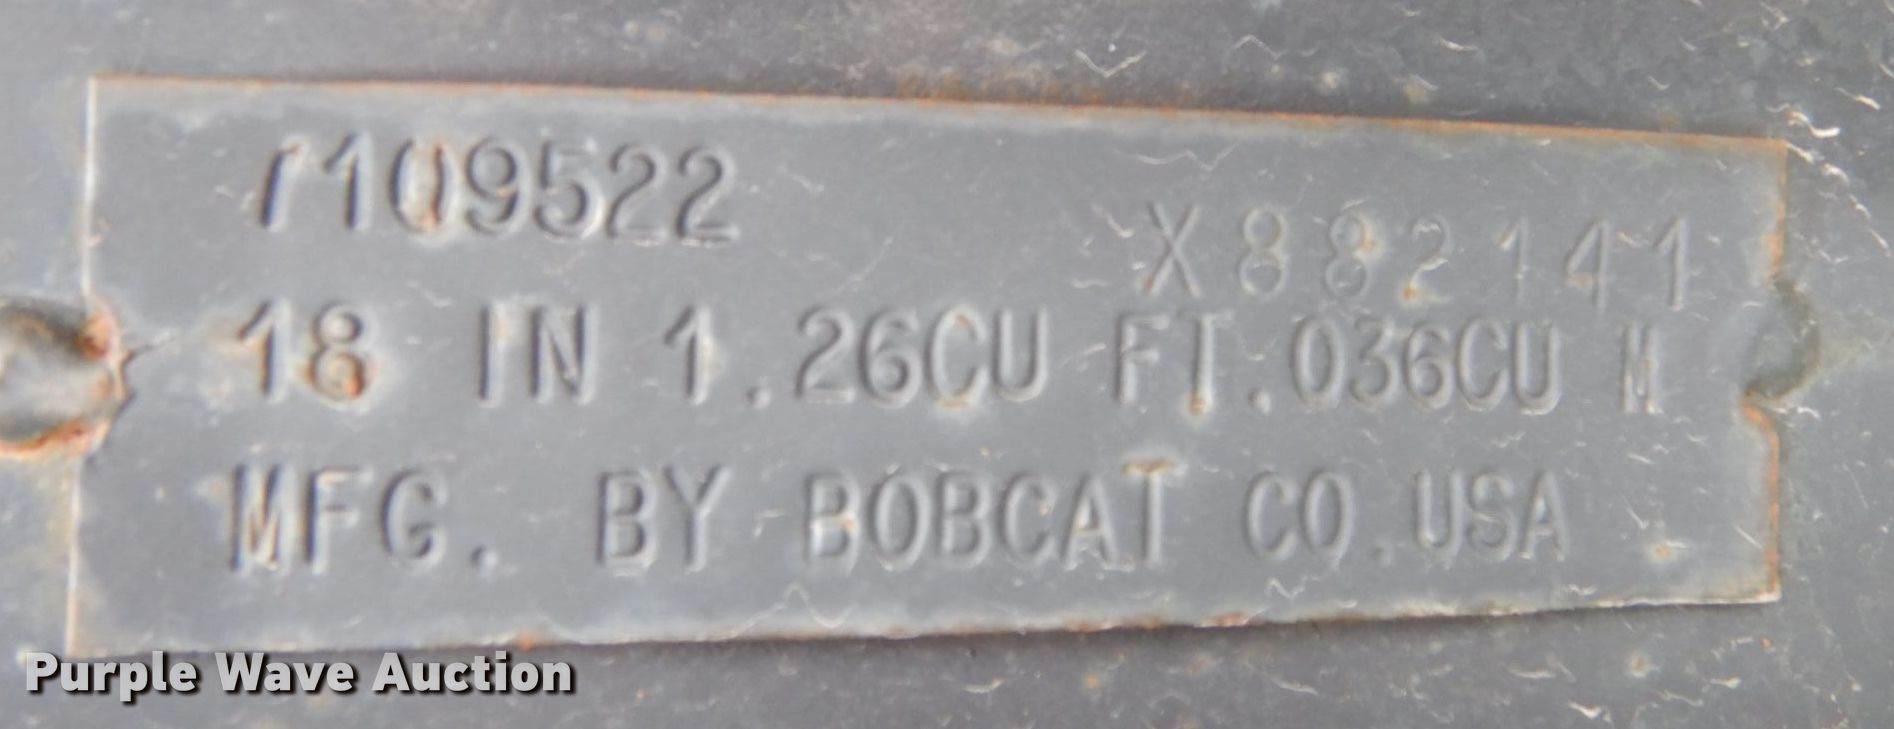 7109522 X882141
18 IN 1.26CU FT.036CU M
MFG. BY BOBCAT CO.USA
Purple Wave Auction